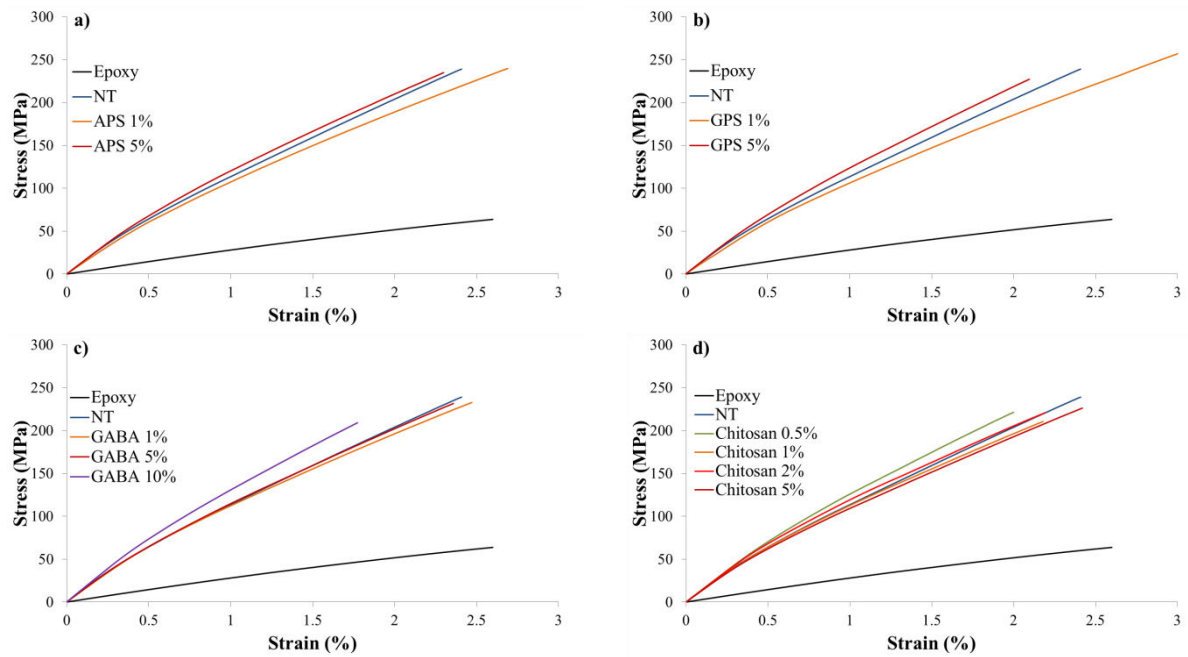 a)
300
250
200
150
100
50
0
Stress (MPa)
Epoxy
NT
APS 1%
APS 5%
0 0.5 1 1.5 2 2.5 3
Strain (%)
b)
300
250
200
150
100
50
0
Stress (MPa)
Epoxy
NT
GPS 1%
GPS 5%
0 0.5 1 1.5 2 2.5 3
Strain (%)
c)
300
250
200
150
100
50
0
Stress (MPa)
Epoxy
NT
GABA 1%
GABA 5%
GABA 10%
0 0.5 1 1.5 2 2.5 3
Strain (%)
d)
300
250
200
150
100
50
0
Stress (MPa)
Epoxy
NT
Chitosan 0.5%
Chitosan 1%
Chitosan 2%
Chitosan 5%
0 0.5 1 1.5 2 2.5 3
Strain (%)